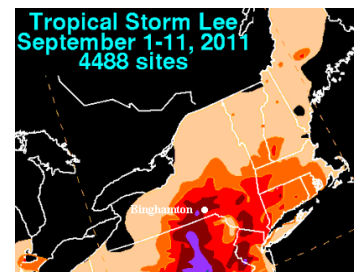 Tropical Storm Lee
September 1-11, 2011
4488 sites
Binghamton